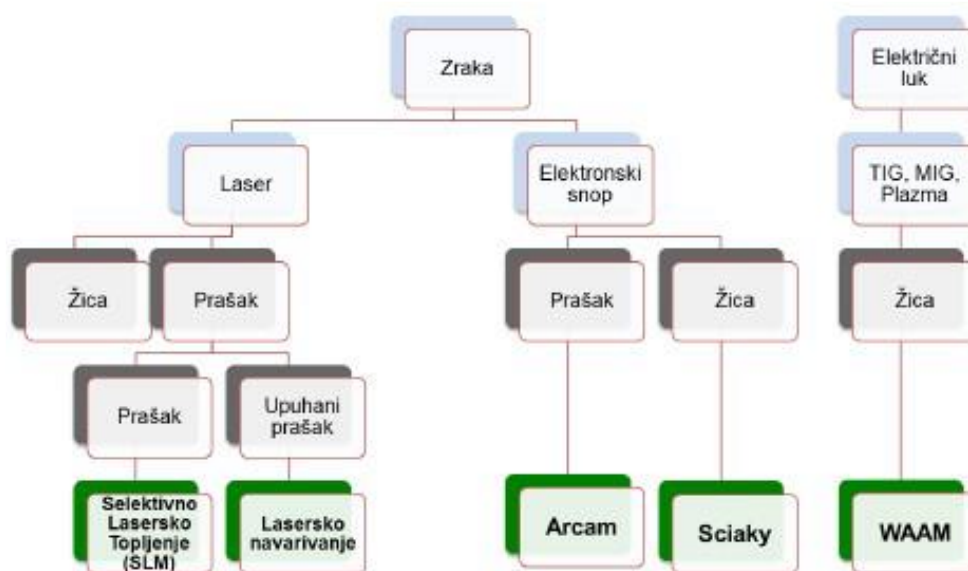 Zraka
Električni
luk
Laser
Elektronski
snop
TIG, MIG,
Plazma
Žica
Prašak
Prašak
Žica
Žica
Prašak
Upuhani
prašak
Selektivno
Lasersko
Topljenje
(SLM)
Lasersko
navarivanje
Arcam
Sciaky
WAAM